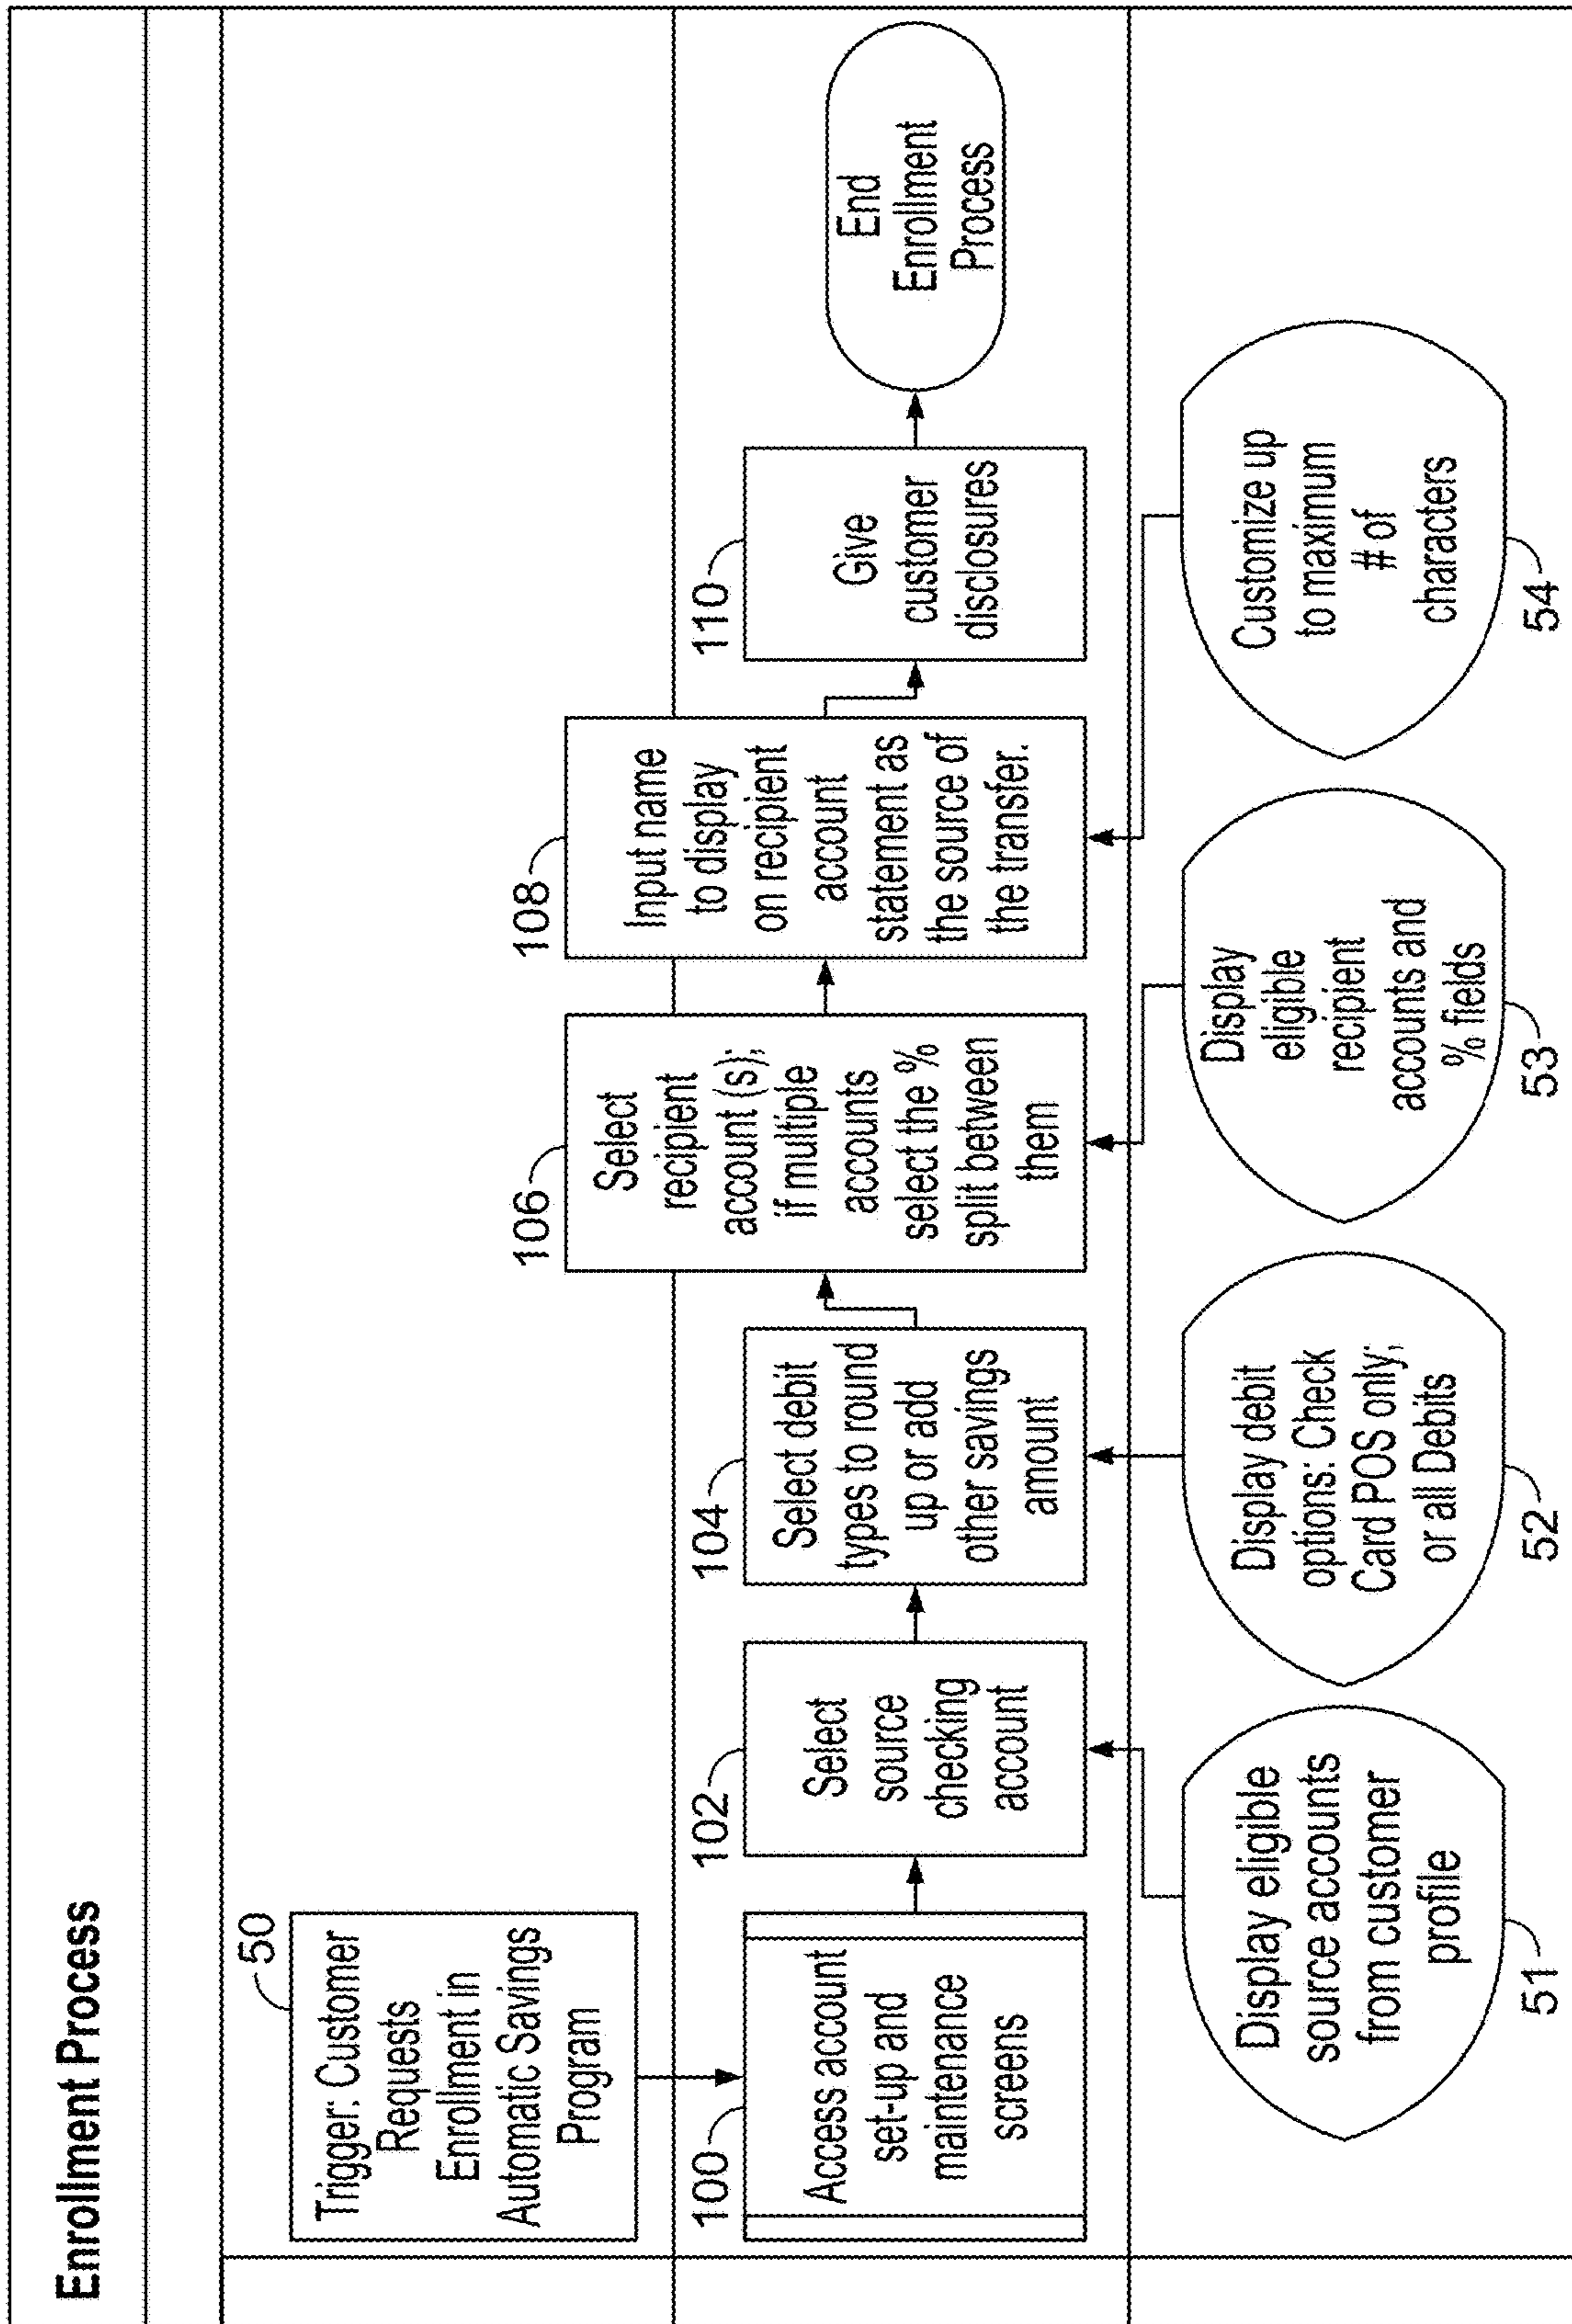 Enrollment Process
50
Trigger: Customer
Requests
Enrollment in
Automatic Savings
Program
100
Access account
set-up and
maintenance
screens
102
Select
source
checking
account
104
Select debit
types to round
up or add
other savings
amount
106
Select
recipient
account (s);
if multiple
accounts
select the %
split between
them
108
Input name
to display
on recipient
account
statement as
the source of
the transfer.
110
Give
customer
disclosures
End
Enrollment
Process
Display eligible
source accounts
from customer
profile
51
Display debit
options: Check
Card POS only;
or all Debits
52
Display
eligible
recipient
accounts and
% fields
53
Customize up
to maximum
# of
characters
54